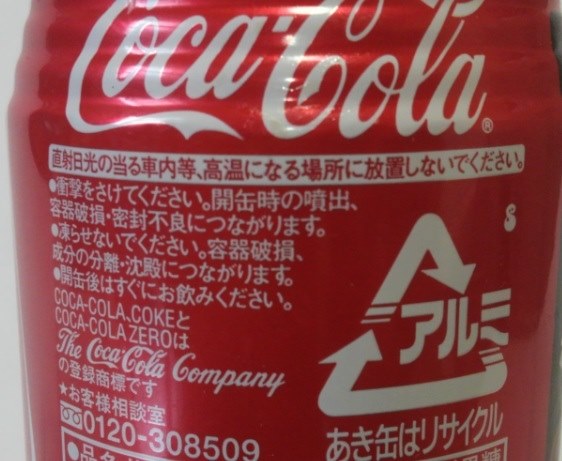 Coca-Cola®
直射日光の当る車内等、高温になる場所に放置しないでください。
●衝撃をさけてください。開缶時の噴出、
容器破損・密封不良につながります。
●凍らせないでください。容器破損、
成分の分離・沈殿につながります。
●開缶後はすぐにお飲みください。
COCA-COLA、COKEと
COCA-COLA ZEROは
The Coca-Cola Company
の登録商標です
★お客様相談室
0120-308509
S
アルミ
あき缶はリサイクル
●品名